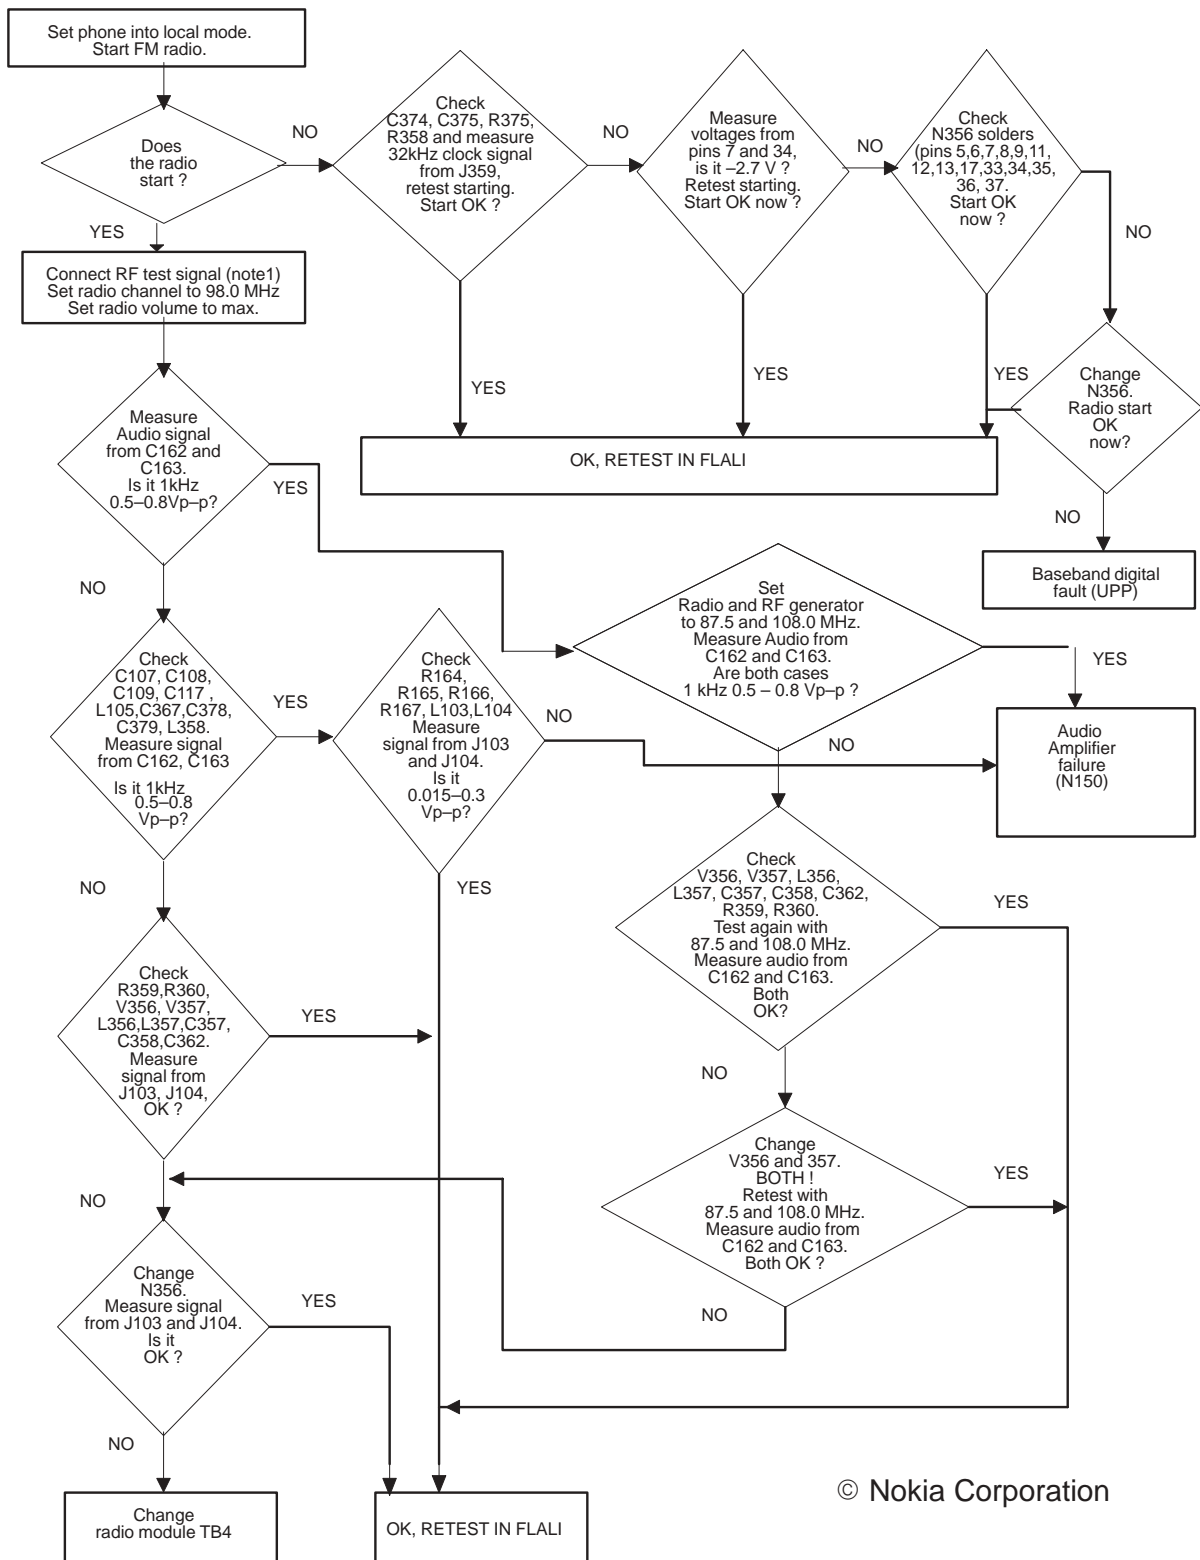 Set phone into local mode.
Start FM radio.
Does
the radio
start ?
NO
Check
C374, C375, R375,
R358 and measure
32kHz clock signal
from J359,
retest starting.
Start OK ?
NO
Measure
voltages from
pins 7 and 34,
is it –2.7 V ?
Retest starting.
Start OK now ?
NO
Check
N356 solders
(pins 5,6,7,8,9,11,
12,13,17,33,34,35,
36, 37.
Start OK
now ?
NO
YES
Connect RF test signal (note1)
Set radio channel to 98.0 MHz
Set radio volume to max.
YES
YES
YES
Change
N356.
Radio start
OK
now?
OK, RETEST IN FLALI
NO
Baseband digital
fault (UPP)
Measure
Audio signal
from C162 and
C163.
Is it 1kHz
0.5–0.8Vp–p?
YES
NO
Set
Radio and RF generator
to 87.5 and 108.0 MHz.
Measure Audio from
C162 and C163.
Are both cases
1 kHz 0.5 – 0.8 Vp–p ?
YES
NO
Audio
Amplifier
failure
(N150)
Check
C107, C108,
C109, C117 ,
L105,C367,C378,
C379, L358.
Measure signal
from C162, C163
Is it 1kHz
0.5–0.8
Vp–p?
YES
Check
R164,
R165, R166,
R167, L103,L104
Measure
signal from J103
and J104.
Is it
0.015–0.3
Vp–p?
NO
YES
NO
Check
V356, V357, L356,
L357, C357, C358, C362,
R359, R360.
Test again with
87.5 and 108.0 MHz.
Measure audio from
C162 and C163.
Both
OK?
YES
NO
Check
R359,R360,
V356, V357,
L356,L357,C357,
C358,C362.
Measure
signal from
J103, J104,
OK ?
YES
NO
Change
V356 and 357.
BOTH !
Retest with
87.5 and 108.0 MHz.
Measure audio from
C162 and C163.
Both OK ?
YES
NO
Change
N356.
Measure signal
from J103 and J104.
Is it
OK ?
YES
NO
Change
radio module TB4
OK, RETEST IN FLALI
© Nokia Corporation